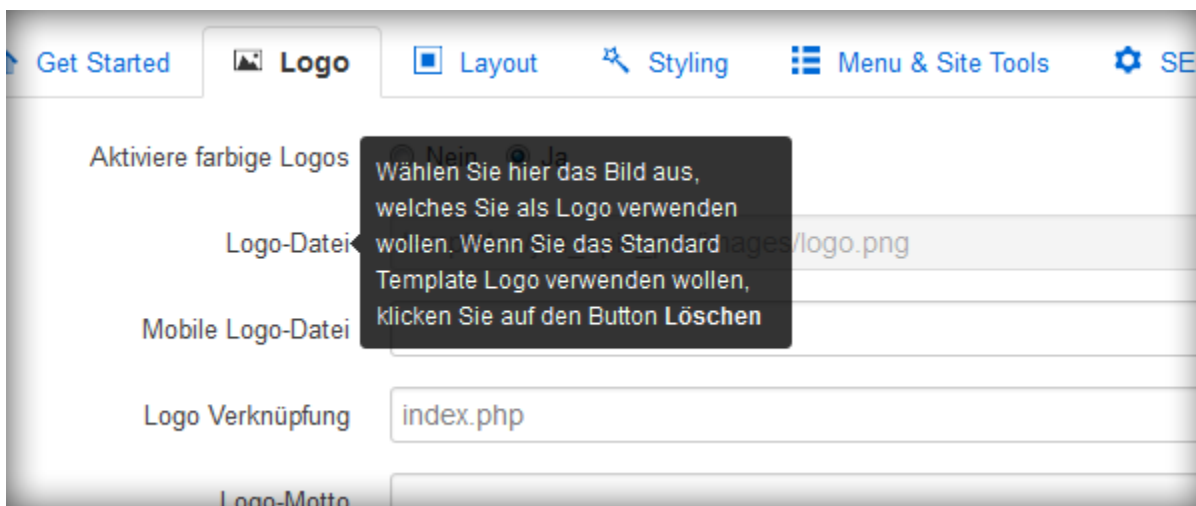 Get Started
Logo
Layout
Styling
Menu & Site Tools
SE
Aktiviere farbige Logos
Nein
Ja
Wählen Sie hier das Bild aus,
welches Sie als Logo verwenden
wollen. Wenn Sie das Standard
Template Logo verwenden wollen,
klicken Sie auf den Button Löschen
Logo-Datei
/logo.png
Mobile Logo-Datei
Logo Verknüpfung
index.php
Logo-Motto